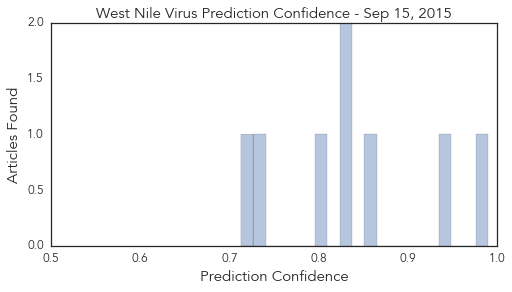 West Nile Virus Prediction Confidence - Sep 15, 2015
2.0
1.5
1.0
0.5
0.0
Articles Found
0.5 0.6 0.7 0.8 0.9 1.0
Prediction Confidence